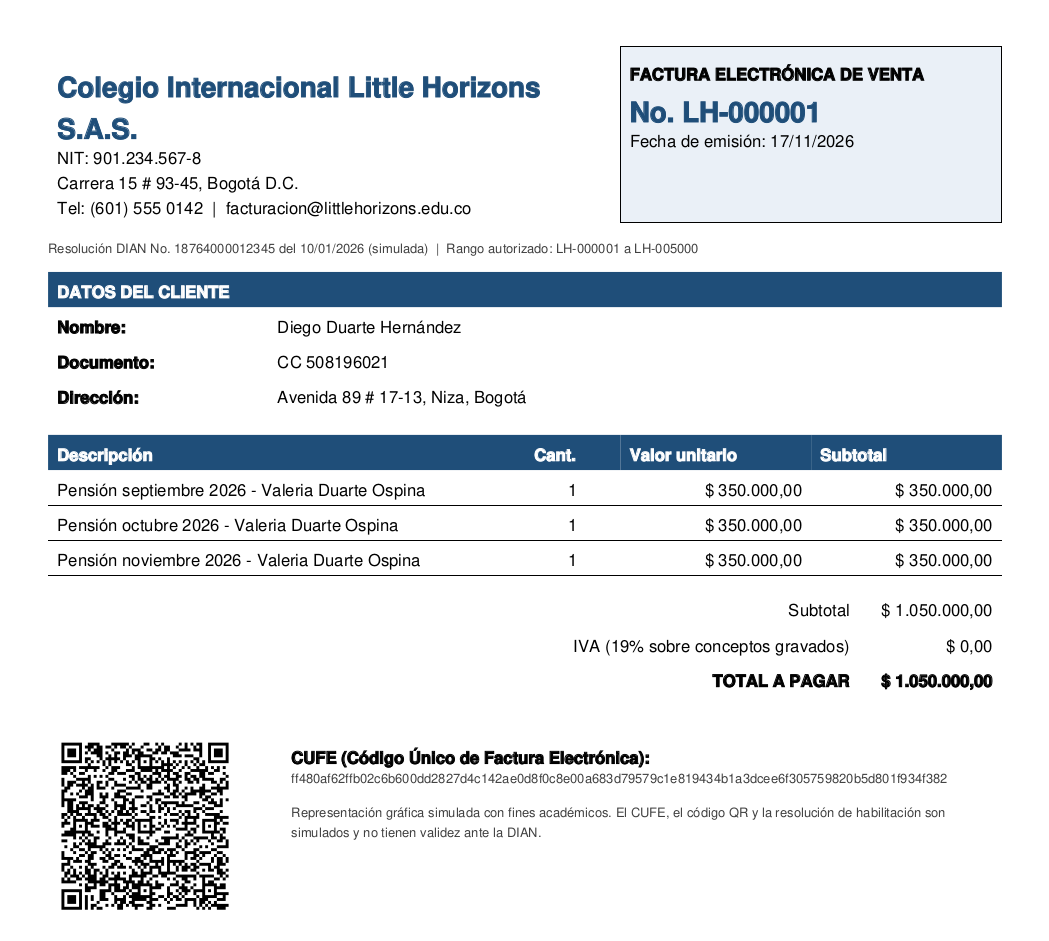 Colegio Internacional Little Horizons
S.A.S.
NIT: 901.234.567-8
Carrera 15 # 93-45, Bogotá D.C.
Tel: (601) 555 0142 | facturacion@littlehorizons.edu.co
FACTURA ELECTRÓNICA DE VENTA
No. LH-000001
Fecha de emisión: 17/11/2026
Resolución DIAN No. 18764000012345 del 10/01/2026 (simulada) | Rango autorizado: LH-000001 a LH-005000
DATOS DEL CLIENTE
Nombre: Diego Duarte Hernández
Documento: CC 508196021
Dirección: Avenida 89 # 17-13, Niza, Bogotá
Descripción Cant. Valor unitario Subtotal
Pensión septiembre 2026 - Valeria Duarte Ospina 1 $ 350.000,00 $ 350.000,00
Pensión octubre 2026 - Valeria Duarte Ospina 1 $ 350.000,00 $ 350.000,00
Pensión noviembre 2026 - Valeria Duarte Ospina 1 $ 350.000,00 $ 350.000,00
Subtotal $ 1.050.000,00
IVA (19% sobre conceptos gravados) $ 0,00
TOTAL A PAGAR $ 1.050.000,00
CUFE (Código Único de Factura Electrónica):
ff480af62ffb02c6b600dd2827d4c142ae0d8f0c8e00a683d79579c1e819434b1a3dcee6f305759820b5d801f934f382
Representación gráfica simulada con fines académicos. El CUFE, el código QR y la resolución de habilitación son
simulados y no tienen validez ante la DIAN.